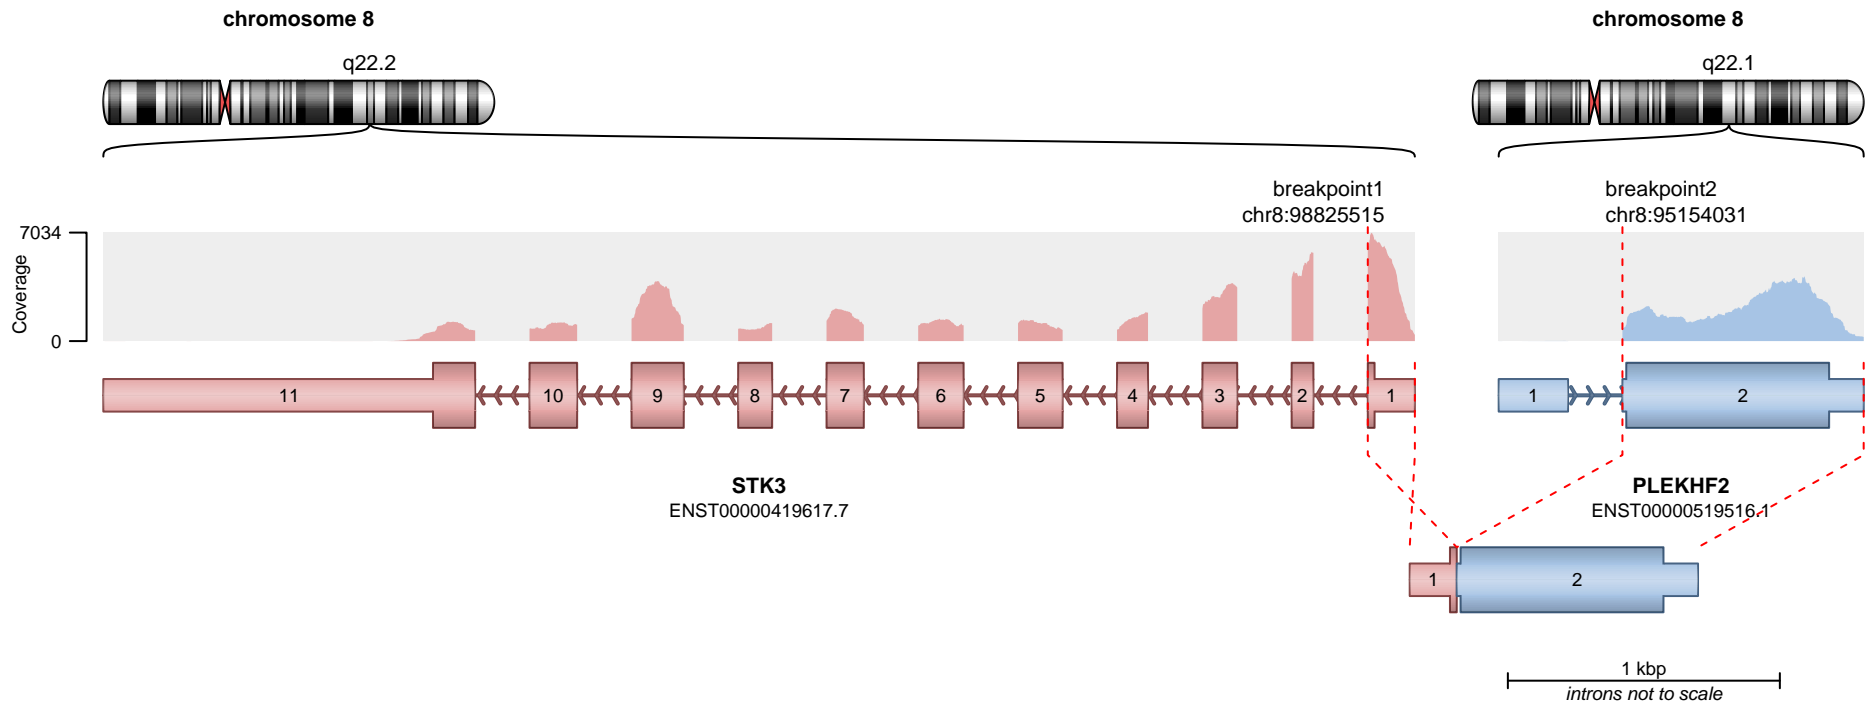 chromosome 8
chromosome 8
q22.2
q22.1
breakpoint1
chr8:98825515
breakpoint2
chr8:95154031
7034
0
Coverage
11
10
9
8
7
6
5
4
3
2
1
1
2
STK3
ENST00000419617.7
PLEKHF2
ENST00000519516.1
1
2
1 kbp
introns not to scale